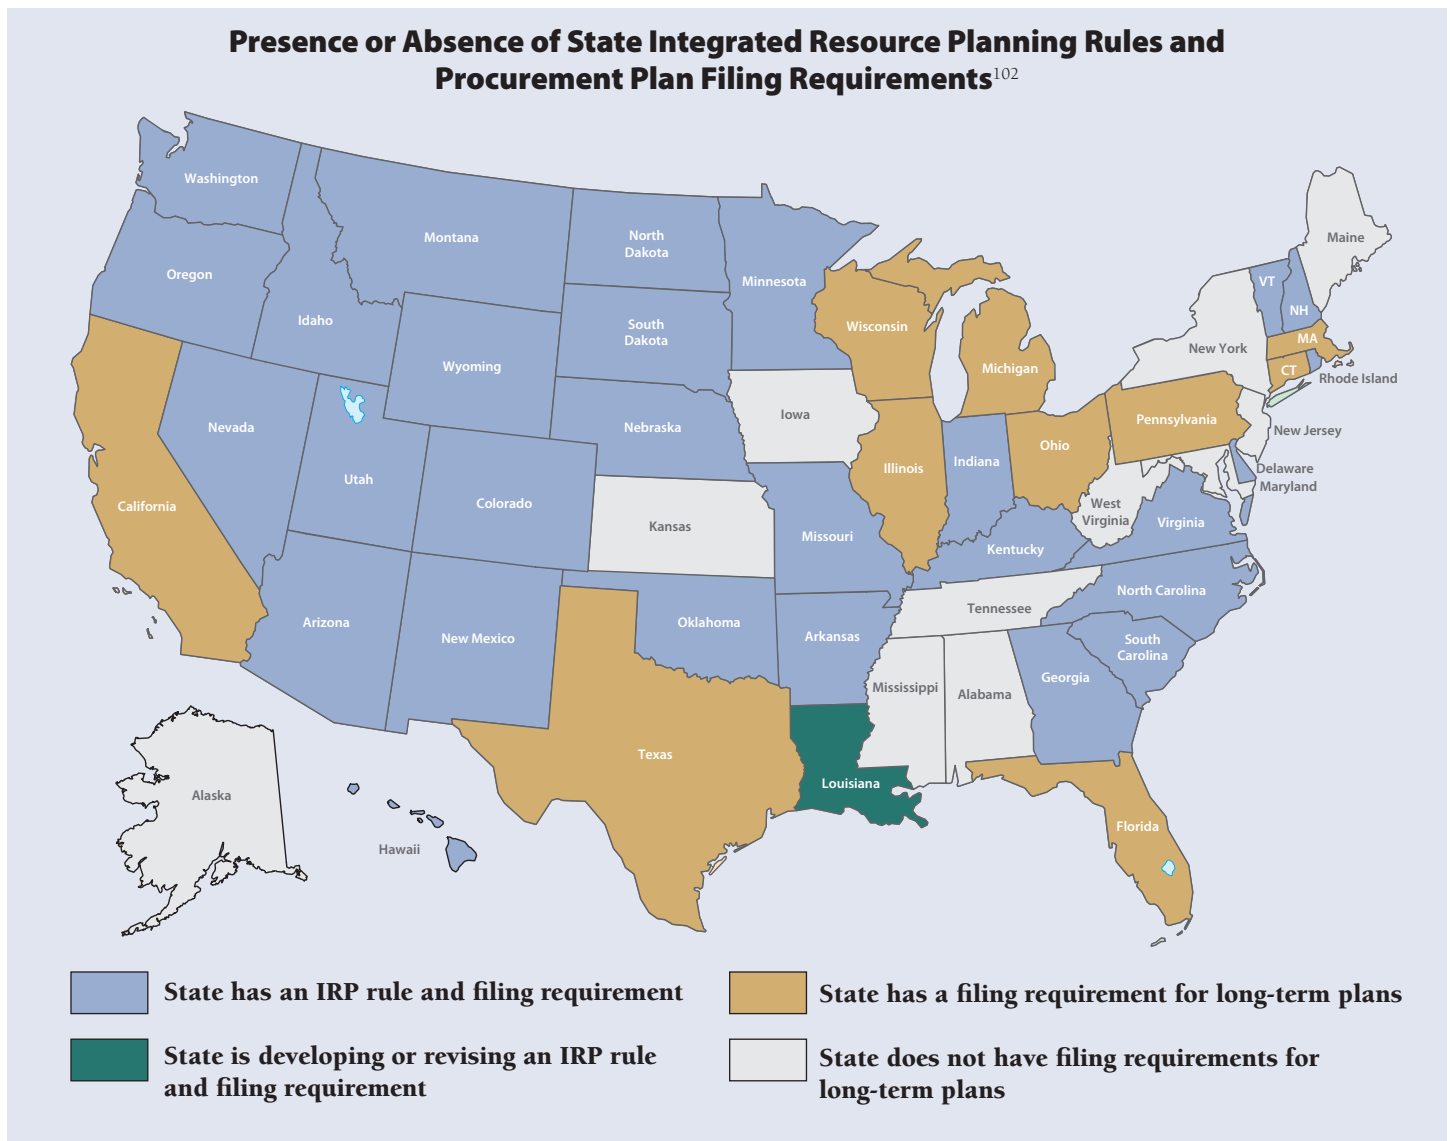 Presence or Absence of State Integrated Resource Planning Rules and
Procurement Plan Filing Requirements102
Washington
Oregon
Idaho
Montana
North
Dakota
Minnesota
South
Dakota
Wyoming
Nebraska
Nevada
Utah
Colorado
California
Arizona
New Mexico
Kansas
Oklahoma
Texas
Iowa
Missouri
Arkansas
Louisiana
Wisconsin
Michigan
Illinois
Indiana
Ohio
Kentucky
Tennessee
Mississippi
Alabama
Georgia
Florida
South
Carolina
North Carolina
Virginia
West
Virginia
Pennsylvania
New York
Maine
VT
NH
MA
CT
Rhode Island
New Jersey
Delaware
Maryland
Alaska
Hawaii
State has an IRP rule and filing requirement
State is developing or revising an IRP rule
and filing requirement
State has a filing requirement for long-term plans
State does not have filing requirements for
long-term plans